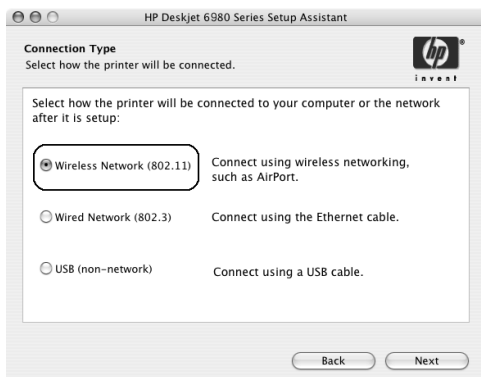 HP Deskjet 6980 Series Setup Assistant
Connection Type
Select how the printer will be connected.
hp
®
invent
Select how the printer will be connected to your computer or the network
after it is setup:
Wireless Network (802.11)
Connect using wireless networking,
such as AirPort.
Wired Network (802.3)
Connect using the Ethernet cable.
USB (non-network)
Connect using a USB cable.
Back
Next